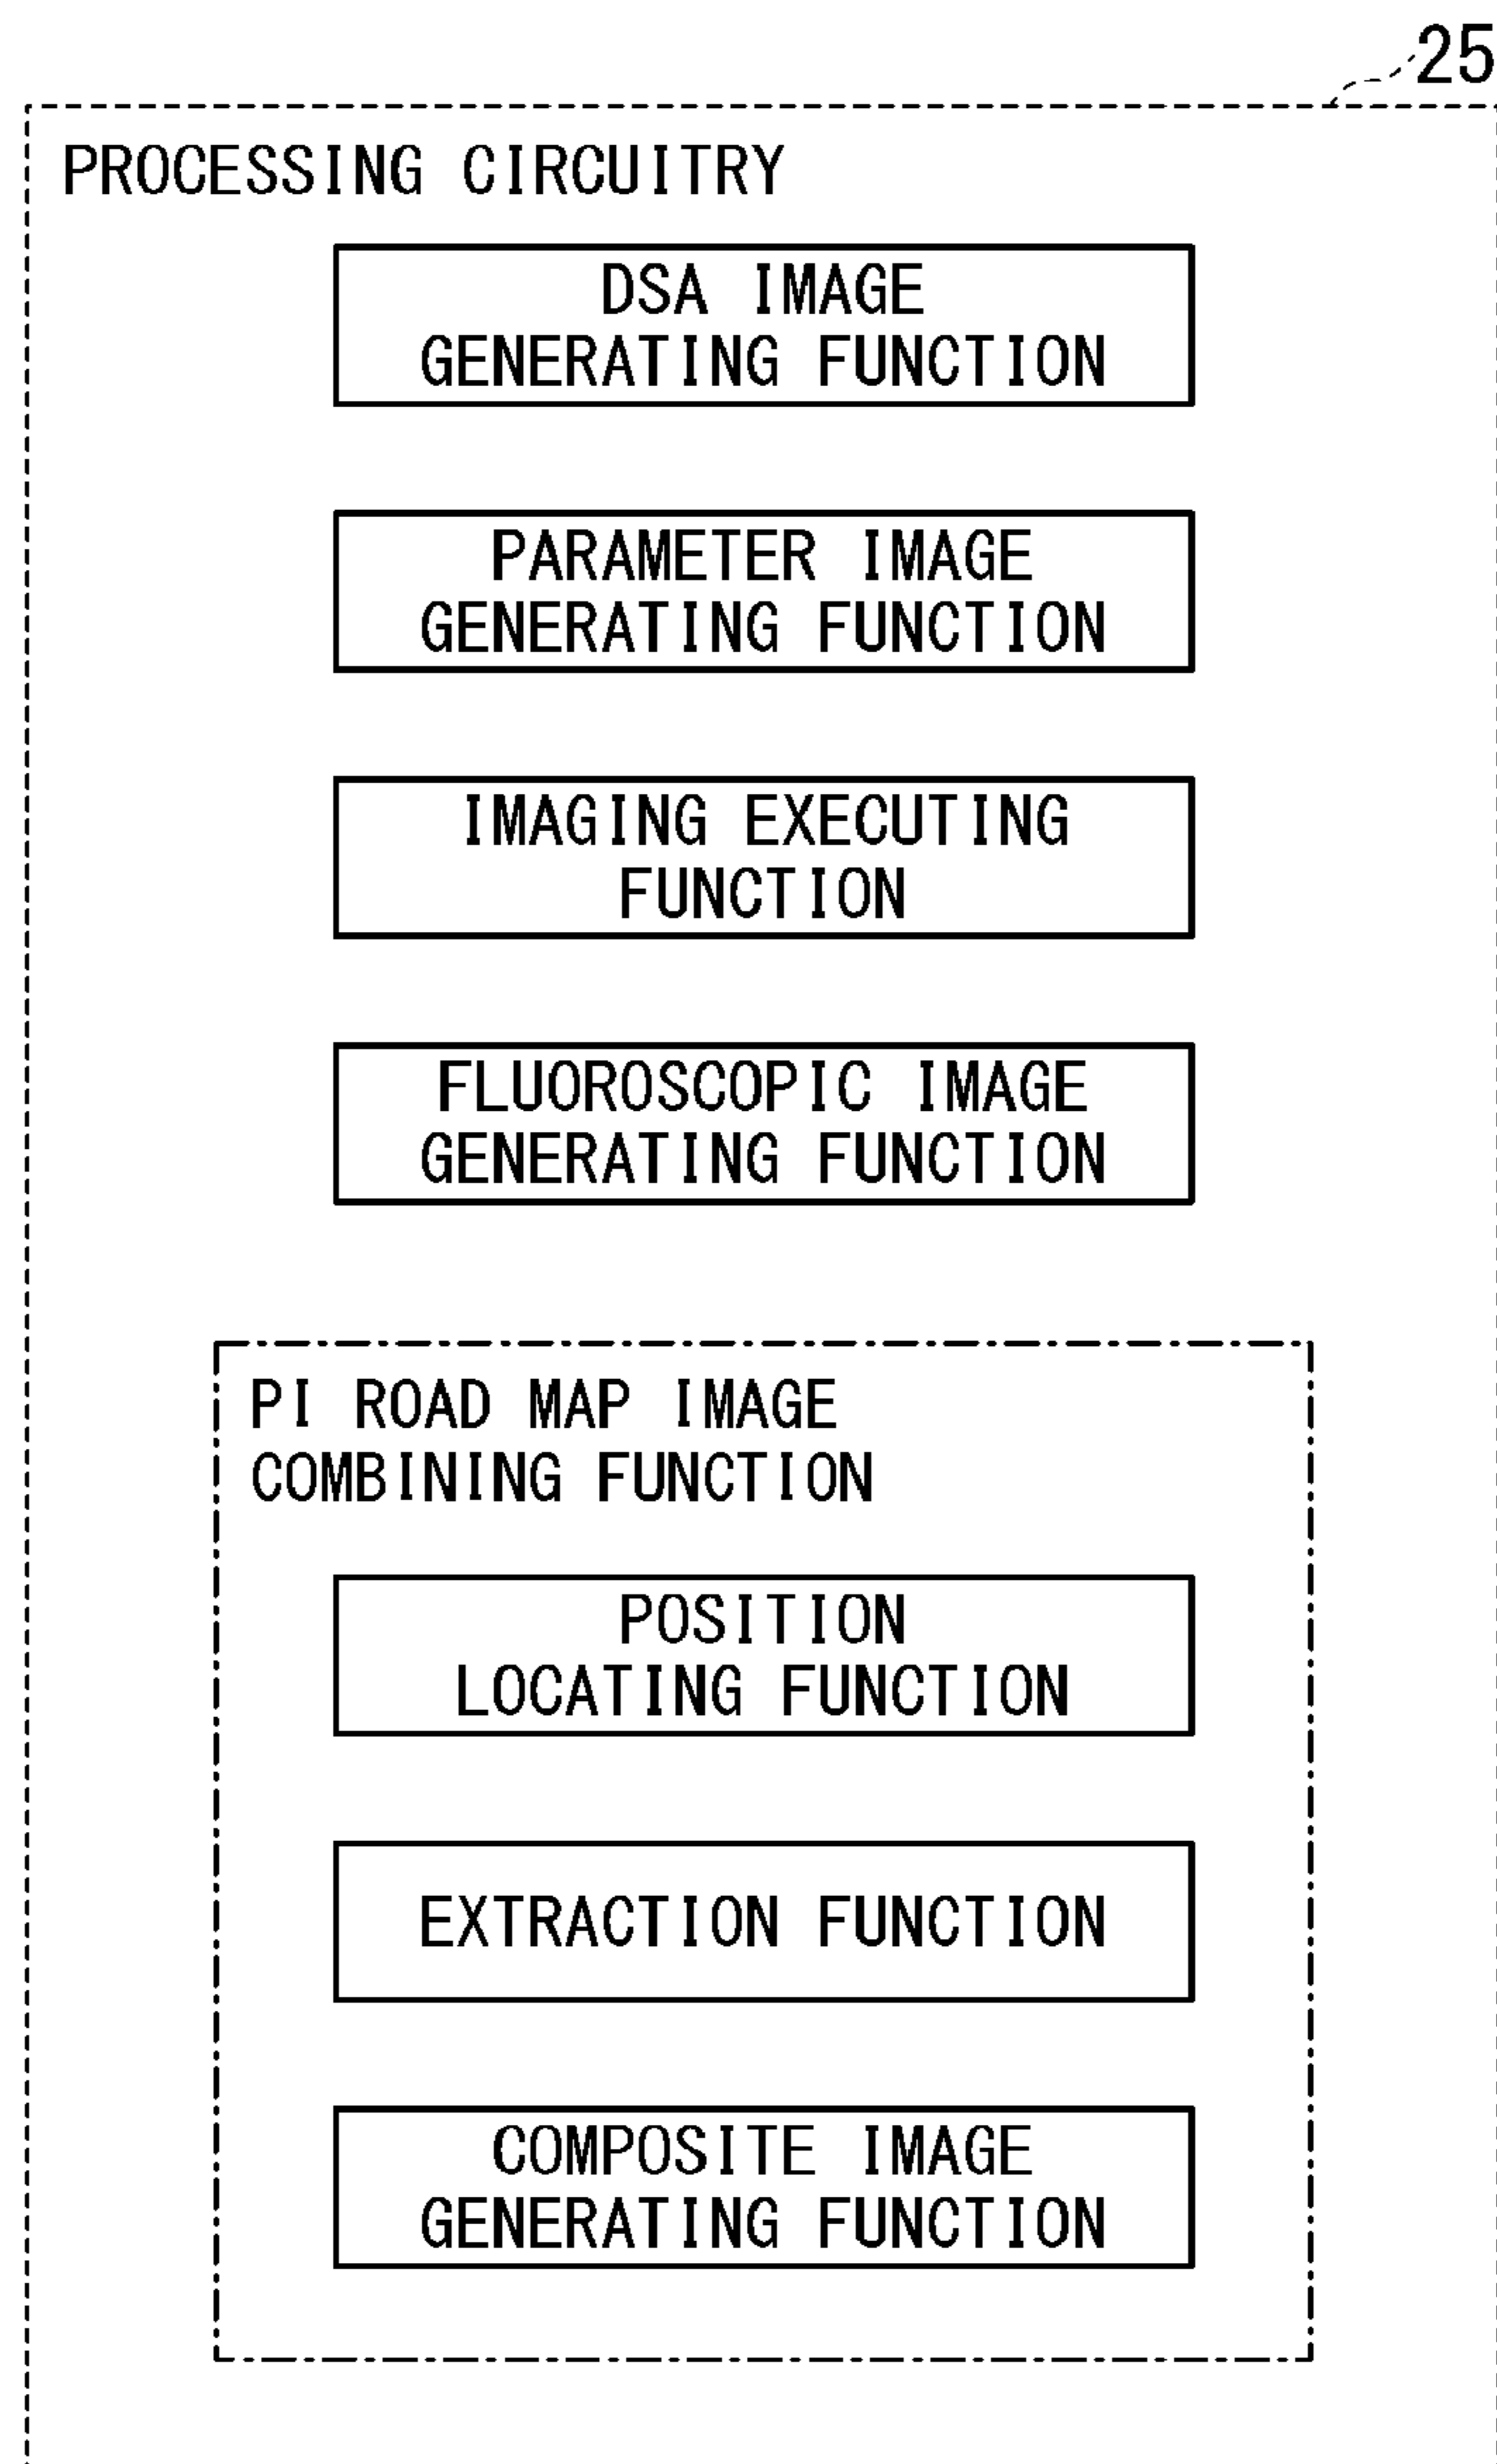 25
PROCESSING CIRCUITRY
DSA IMAGE
GENERATING FUNCTION
PARAMETER IMAGE
GENERATING FUNCTION
IMAGING EXECUTING
FUNCTION
FLUOROSCOPIC IMAGE
GENERATING FUNCTION
PI ROAD MAP IMAGE
COMBINING FUNCTION
POSITION
LOCATING FUNCTION
EXTRACTION FUNCTION
COMPOSITE IMAGE
GENERATING FUNCTION